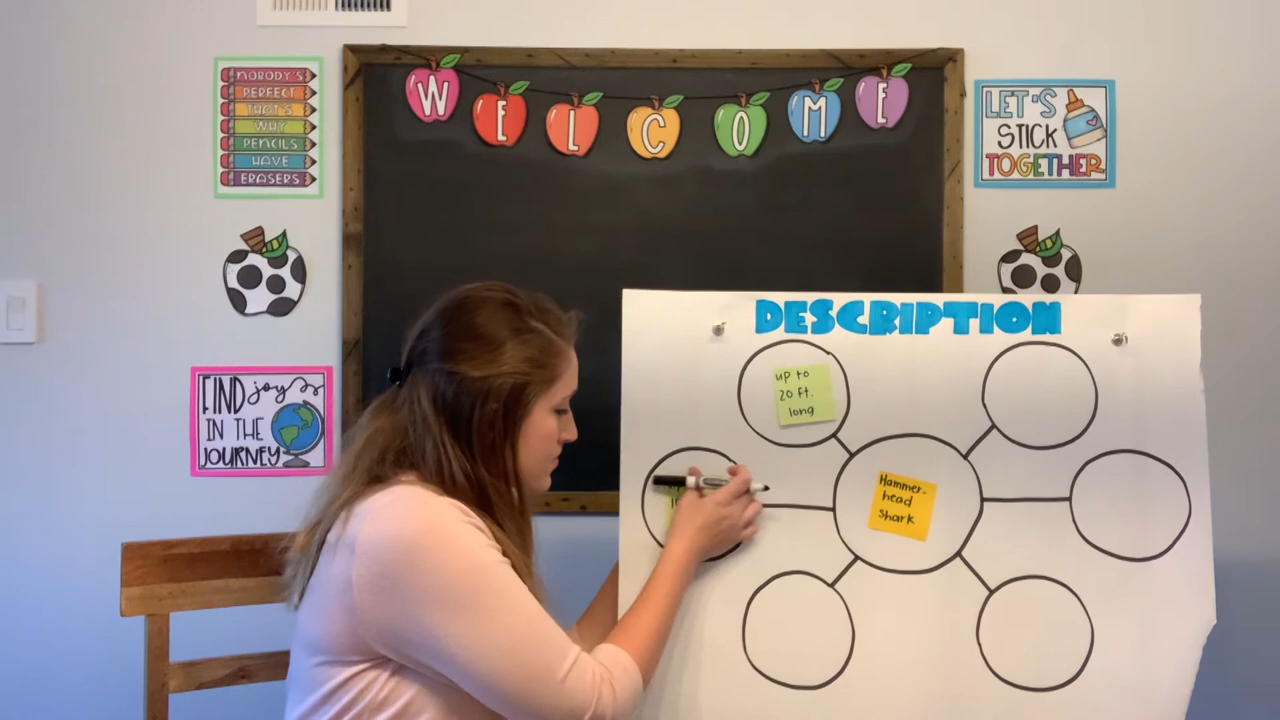 WELCOME
NOBODY'S
PERFECT
THAT'S
WHY
PENCILS
HAVE
ERASERS
LET'S
STICK
TOGETHER
FIND joy
IN THE
JOURNEY
DESCRIPTION
up to
20 ft.
long
Hammer-
head
shark